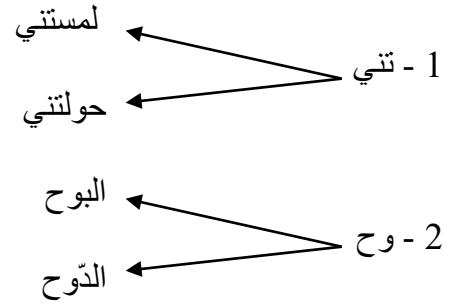 لمستني
1 - تني
حولتني
البوح
2 - وح
الدّوح